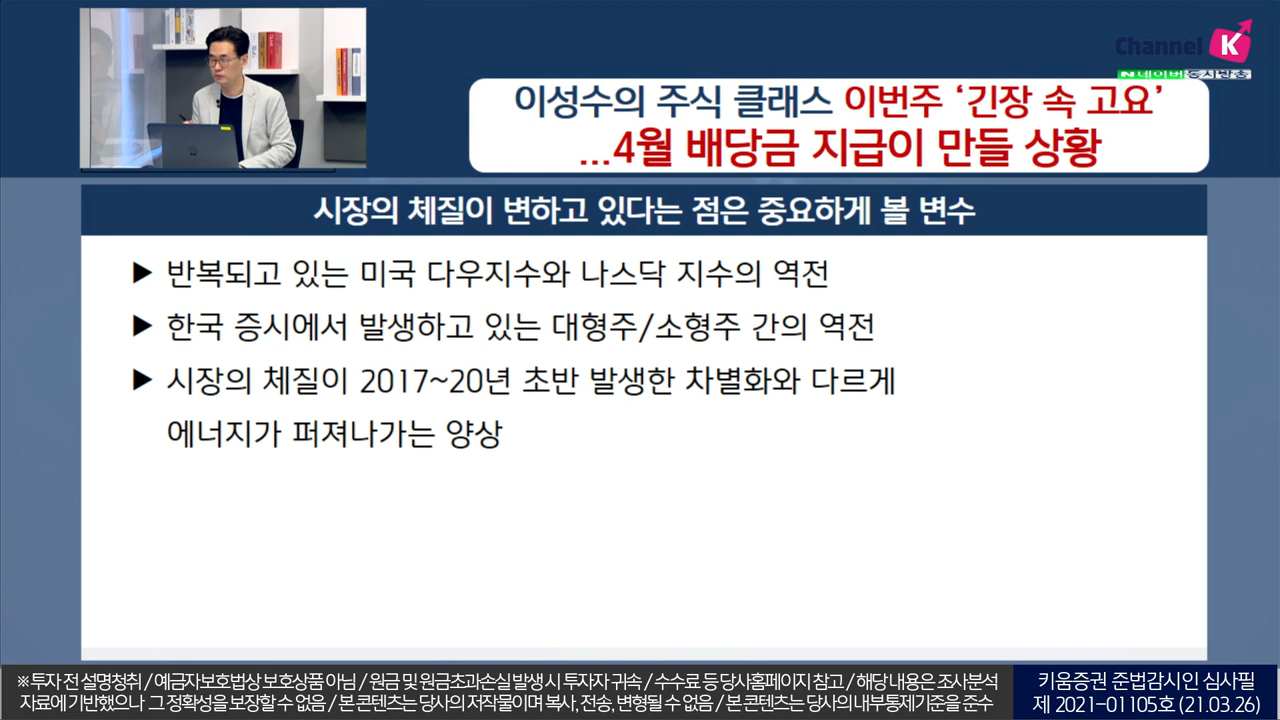 Channel K
N 네이버 동시방송
이성수의 주식 클래스 이번주 ‘긴장 속 고요’
...4월 배당금 지급이 만들 상황
시장의 체질이 변하고 있다는 점은 중요하게 볼 변수
▶ 반복되고 있는 미국 다우지수와 나스닥 지수의 역전
▶ 한국 증시에서 발생하고 있는 대형주/소형주 간의 역전
▶ 시장의 체질이 2017~20년 초반 발생한 차별화와 다르게
에너지가 퍼져나가는 양상
※투자 전 설명청취 / 예금자보호법상 보호상품 아님 / 원금 및 원금초과손실 발생 시 투자자 귀속 / 수수료 등 당사홈페이지 참고 / 해당 내용은 조사분석
자료에 기반했으나 그 정확성을 보장할 수 없음 / 본 콘텐츠는 당사의 저작물이며 복사, 전송, 변형될 수 없음 / 본 콘텐츠는 당사의 내부통제기준을 준수
키움증권 준법감시인 심사필
제 2021-01105호 (21.03.26)